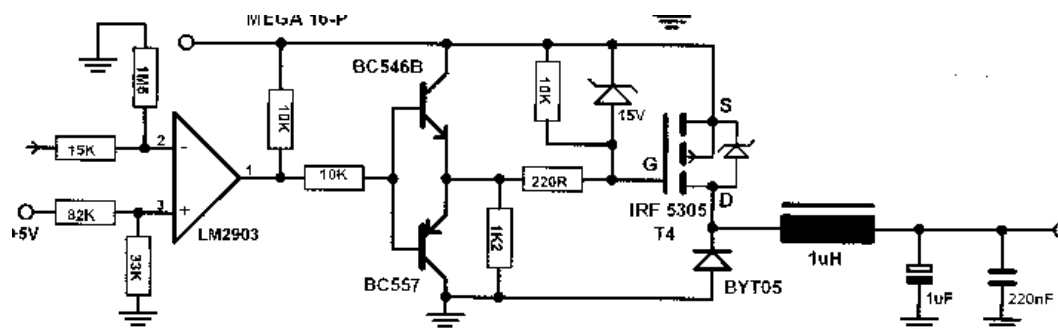 MEGA 16-P
1M5
BC546B
10K
10K
15V
S
15K
2
-
1
10K
220R
G
82K
3
+
+5V
LM2903
IRF 5305
D
T4
33K
1K2
1uH
BC557
BYT05
1uF
220nF